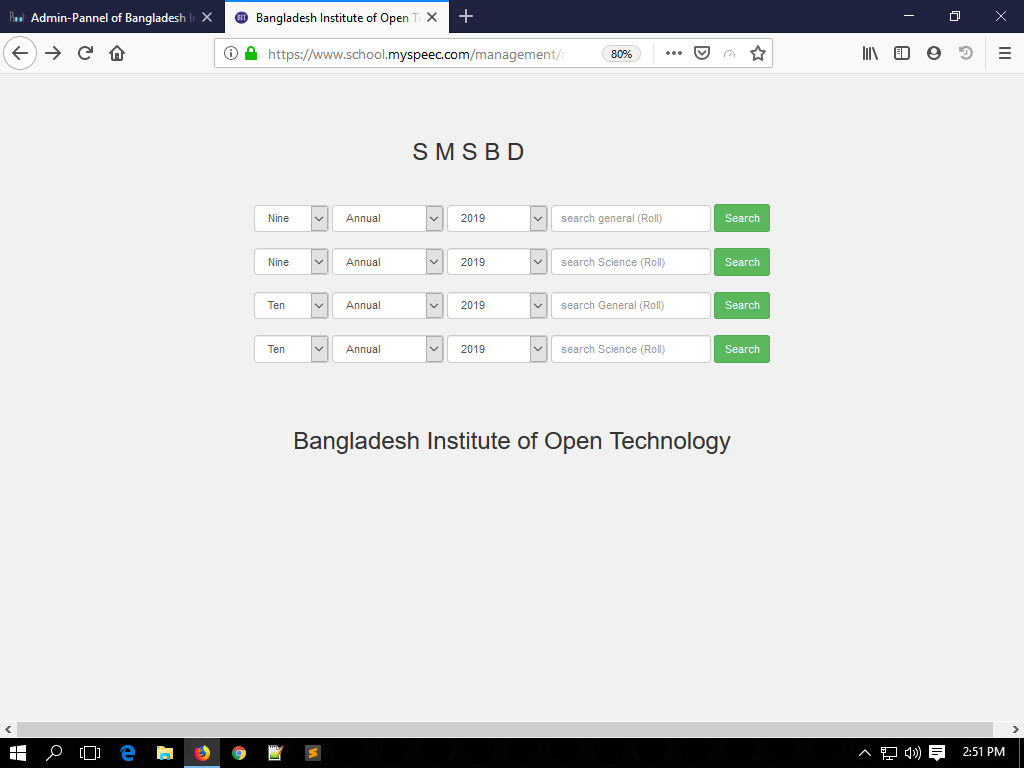 Admin-Pannel of Bangladesh
BIT Bangladesh Institute of Open
https://www.school.myspeec.com/management/
80%
S M S B D
Nine Annual 2019 search general (Roll) Search
Nine Annual 2019 search Science (Roll) Search
Ten Annual 2019 search General (Roll) Search
Ten Annual 2019 search Science (Roll) Search
Bangladesh Institute of Open Technology
2:51 PM